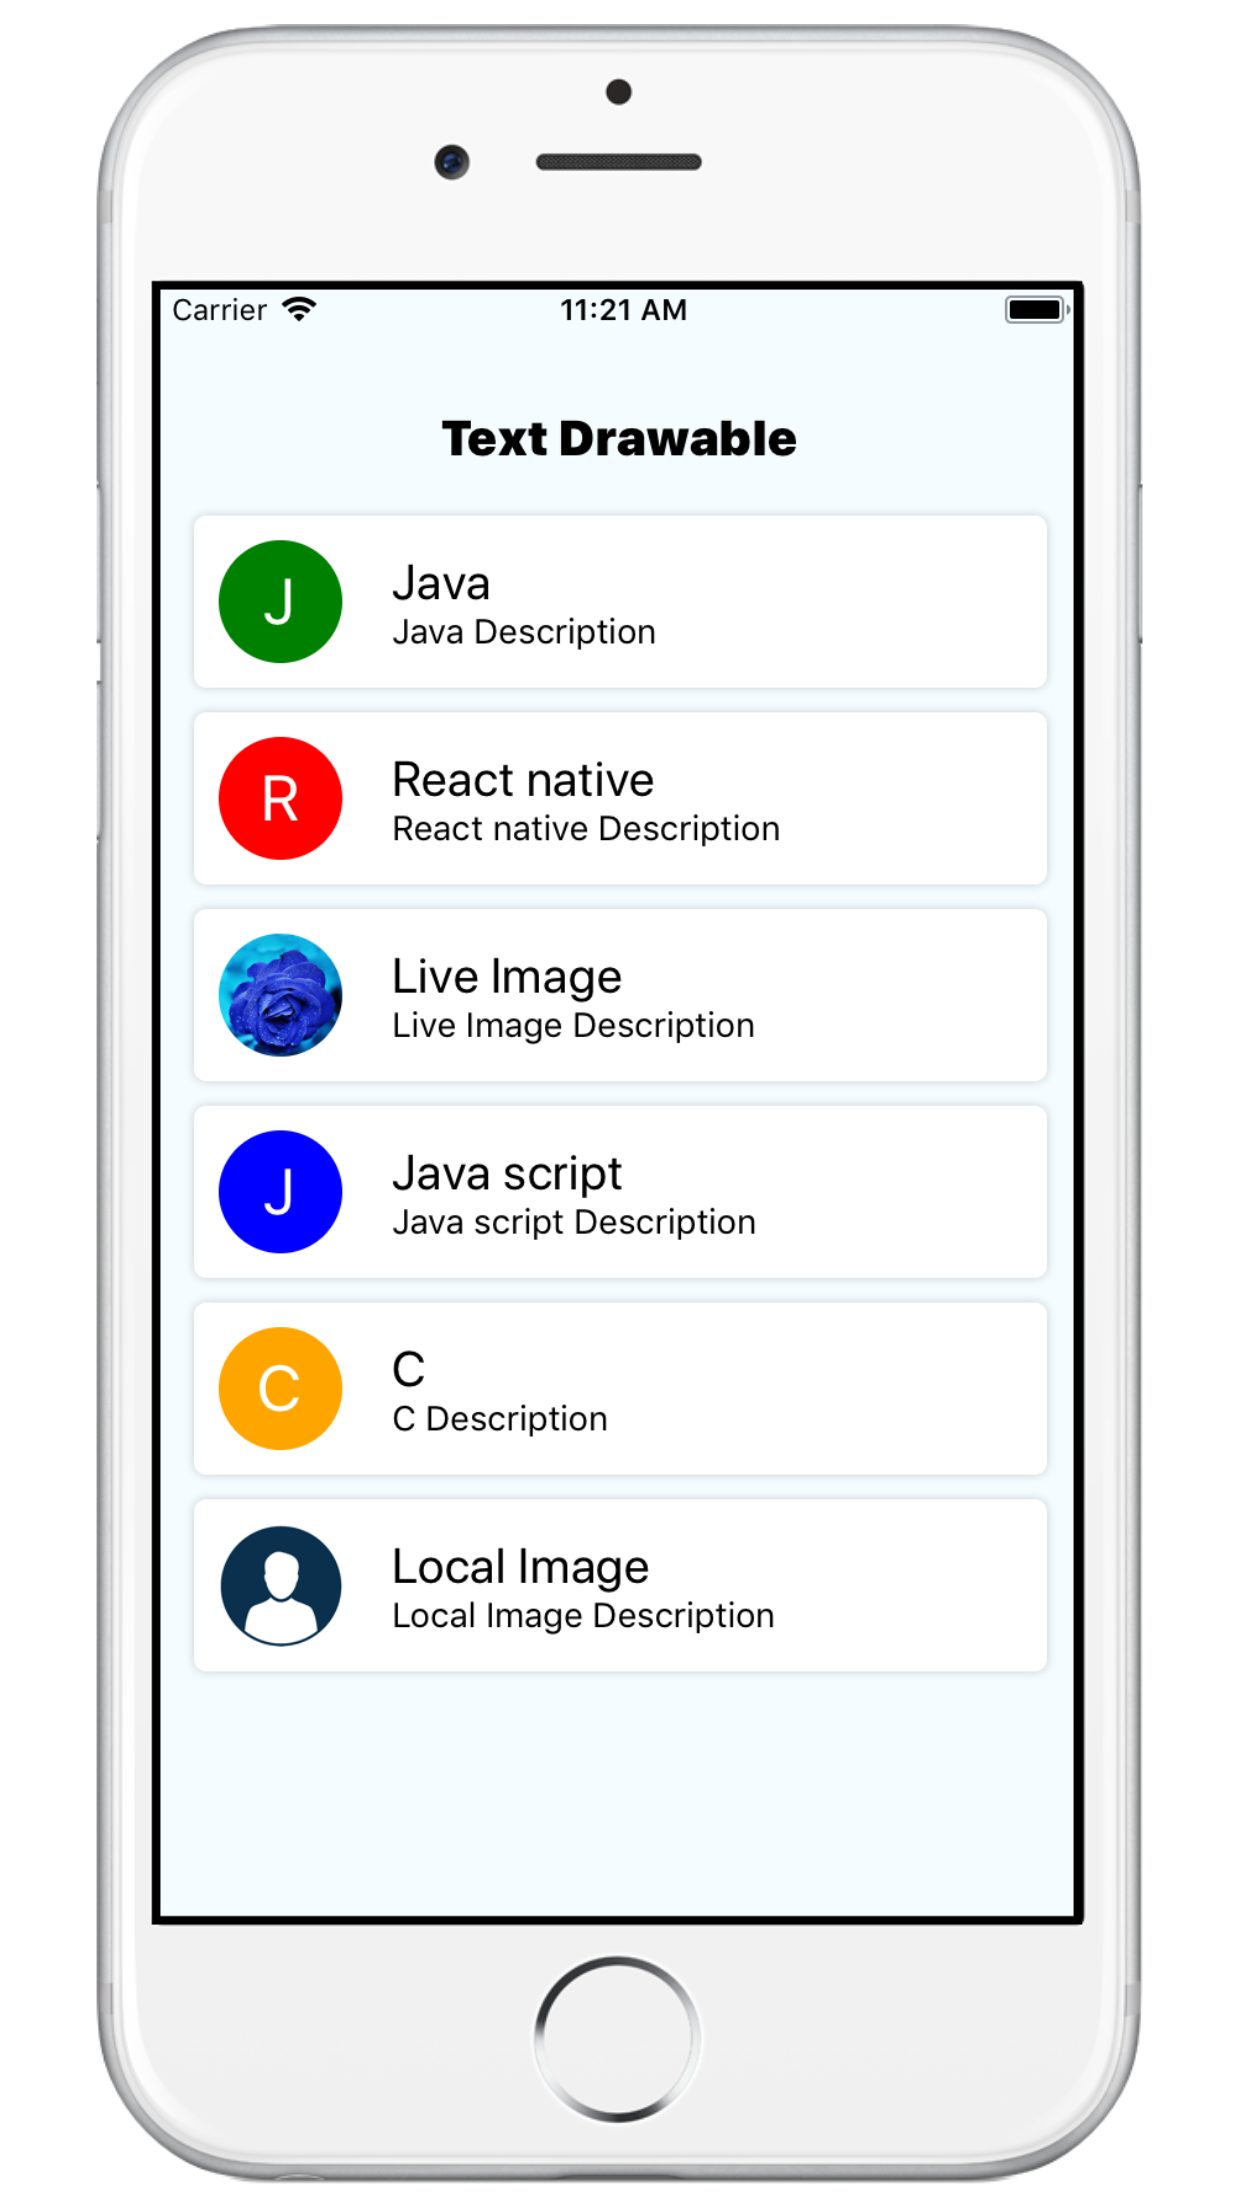 Carrier 11:21 AM
Text Drawable
J
Java
Java Description
R
React native
React native Description
Live Image
Live Image Description
J
Java script
Java script Description
C
C
C Description
Local Image
Local Image Description